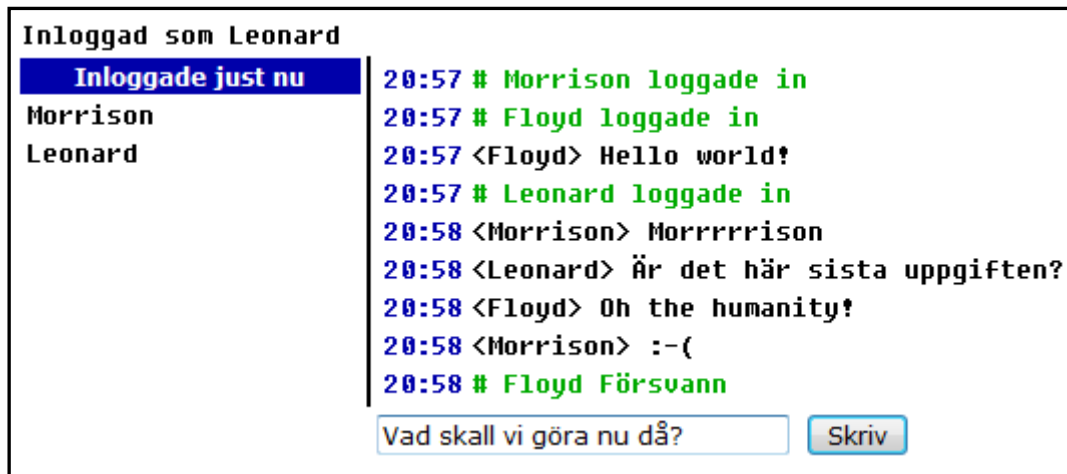 Inloggad som Leonard
Inloggade just nu
Morrison
Leonard
20:57 # Morrison loggade in
20:57 # Floyd loggade in
20:57 <Floyd> Hello world!
20:57 # Leonard loggade in
20:58 <Morrison> Morrrrrison
20:58 <Leonard> Är det här sista uppgiften?
20:58 <Floyd> Oh the humanity!
20:58 <Morrison> :-(
20:58 # Floyd Försvann
Vad skall vi göra nu då?
Skriv